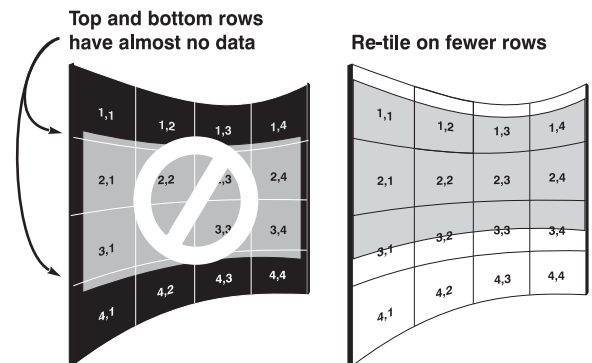 Top and bottom rows
have almost no data
Re-tile on fewer rows
1,1 1,2 1,3 1,4
2,1 2,2 ,3 2,4
3,1 3,3 3,4
4,1 4,2 4,3 4,4
1,1 1,2 1,3 1,4
2,1 2,2 2,3 2,4
3,1 3,2 3,3 3,4
4,1 4,2 4,3 4,4